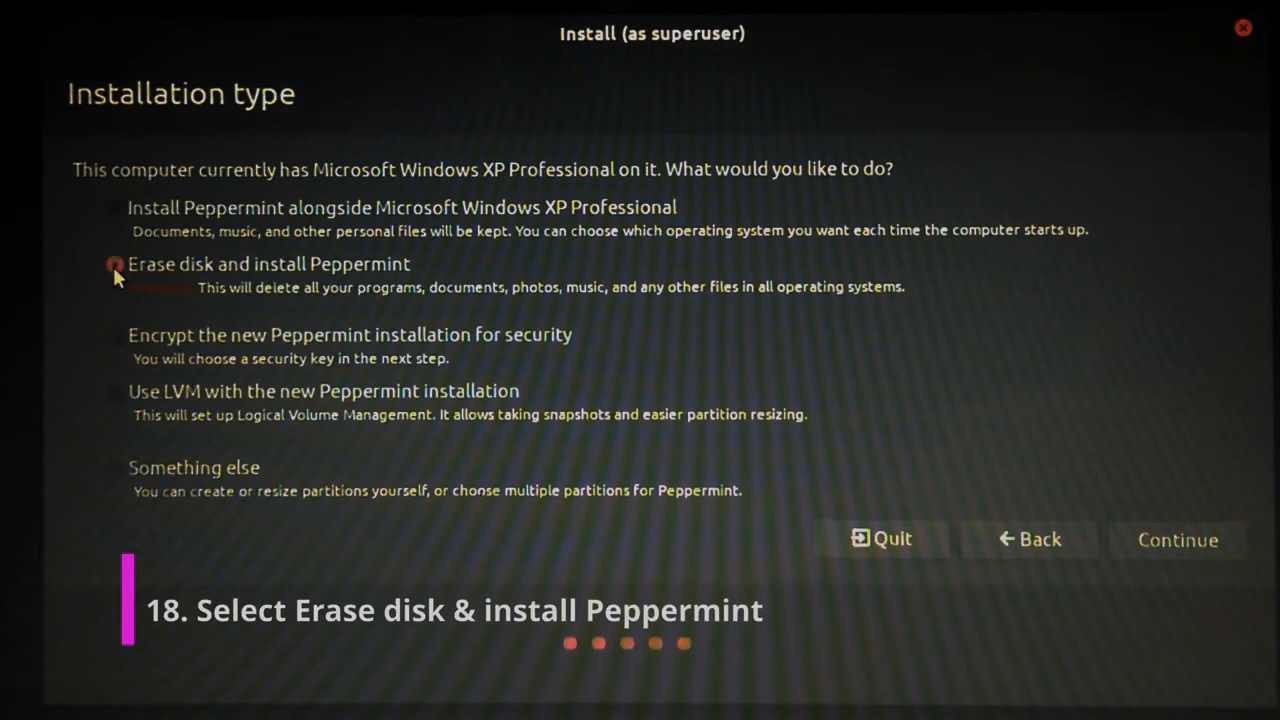 Install (as superuser)
Installation type
This computer currently has Microsoft Windows XP Professional on it. What would you like to do?
Install Peppermint alongside Microsoft Windows XP Professional
Documents, music, and other personal files will be kept. You can choose which operating system you want each time the computer starts up.
Erase disk and install Peppermint
This will delete all your programs, documents, photos, music, and any other files in all operating systems.
Encrypt the new Peppermint installation for security
You will choose a security key in the next step.
Use LVM with the new Peppermint installation
This will set up Logical Volume Management. It allows taking snapshots and easier partition resizing.
Something else
You can create or resize partitions yourself, or choose multiple partitions for Peppermint.
Quit
Back
Continue
18. Select Erase disk & install Peppermint